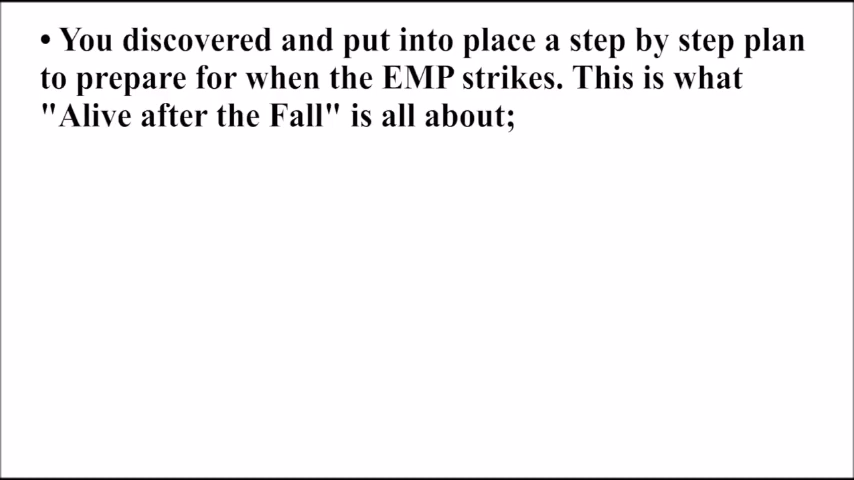 • You discovered and put into place a step by step plan
to prepare for when the EMP strikes. This is what
"Alive after the Fall" is all about;